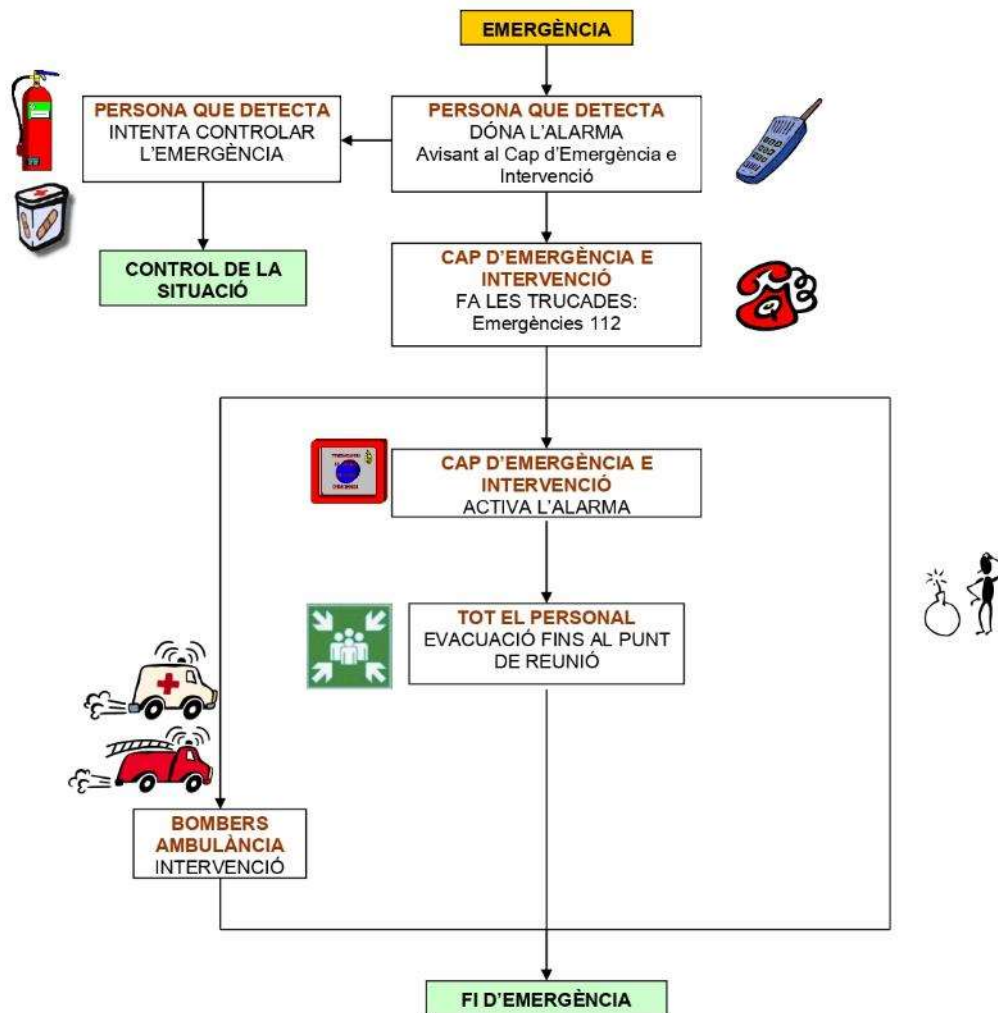 EMERGÈNCIA
PERSONA QUE DETECTA
INTENTA CONTROLAR
L'EMERGÈNCIA
PERSONA QUE DETECTA
DÓNA L'ALARMA
Avisant al Cap d'Emergència e
Intervenció
CONTROL DE LA
SITUACIÓ
CAP D'EMERGÈNCIA E
INTERVENCIÓ
FA LES TRUCADES:
Emergències 112
CAP D'EMERGÈNCIA E
INTERVENCIÓ
ACTIVA L'ALARMA
TOT EL PERSONAL
EVACUACIÓ FINS AL PUNT
DE REUNIÓ
BOMBERS
AMBULÀNCIA
INTERVENCIÓ
FI D'EMERGÈNCIA